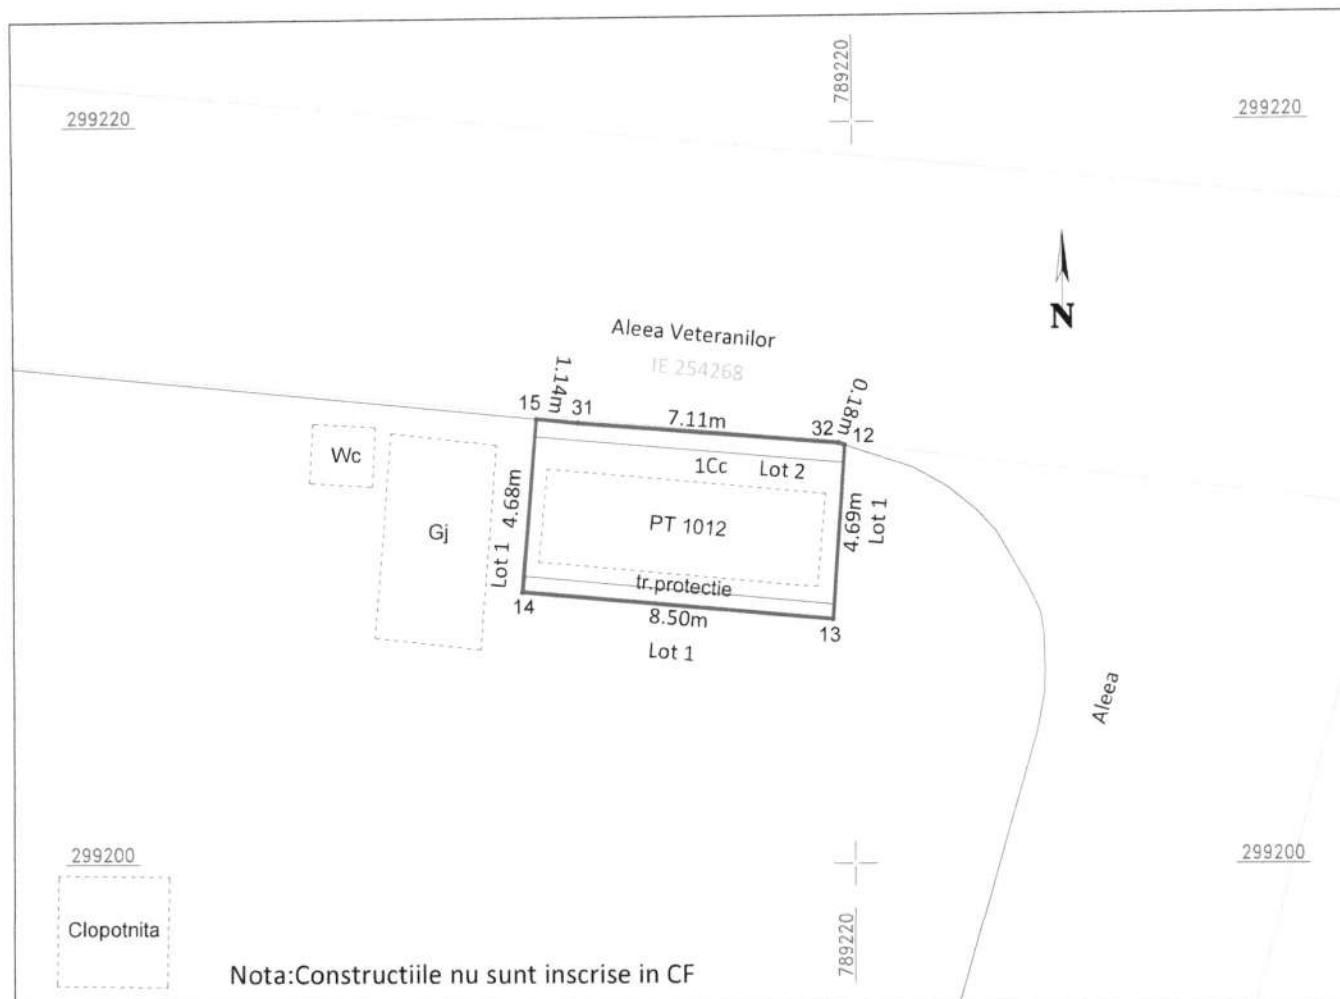 789220
299220
299220
N
Aleea Veteranilor
IE 254268
1.14m
0.18m
15
31
7.11m
32
12
Wc
1Cc
Lot 2
4.68m
4.69m
Lot 1
Gj
PT 1012
Lot 1
tr.protectie
14
8.50m
13
Lot 1
Aleea
299200
299200
Clopotnita
789220
Nota:Constructiile nu sunt inscrise in CF